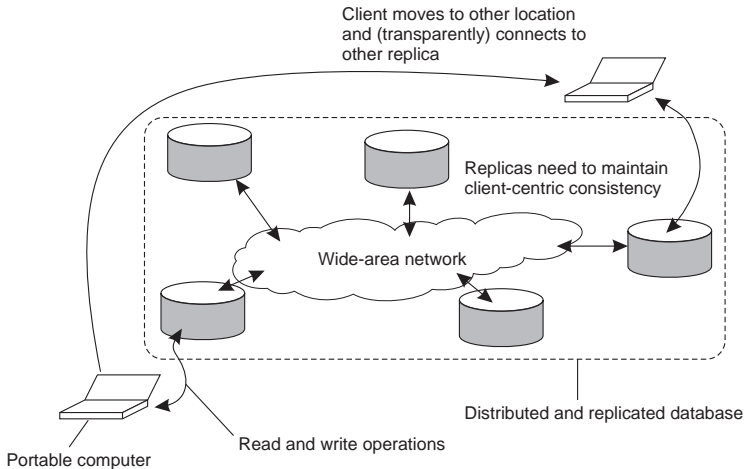 Client moves to other location
and (transparently) connects to
other replica
Replicas need to maintain
client-centric consistency
Wide-area network
Distributed and replicated database
Read and write operations
Portable computer